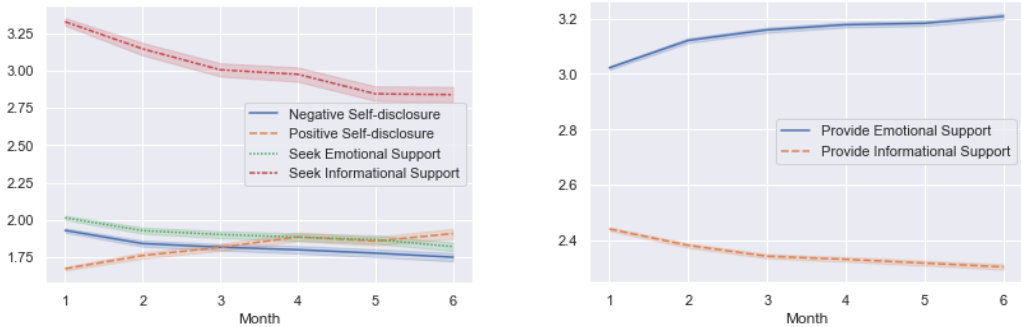 3.25
3.00
2.75
2.50
2.25
2.00
1.75
Negative Self-disclosure
Positive Self-disclosure
Seek Emotional Support
Seek Informational Support
1 2 3 4 5 6
Month
3.2
3.0
2.8
2.6
2.4
Provide Emotional Support
Provide Informational Support
1 2 3 4 5 6
Month